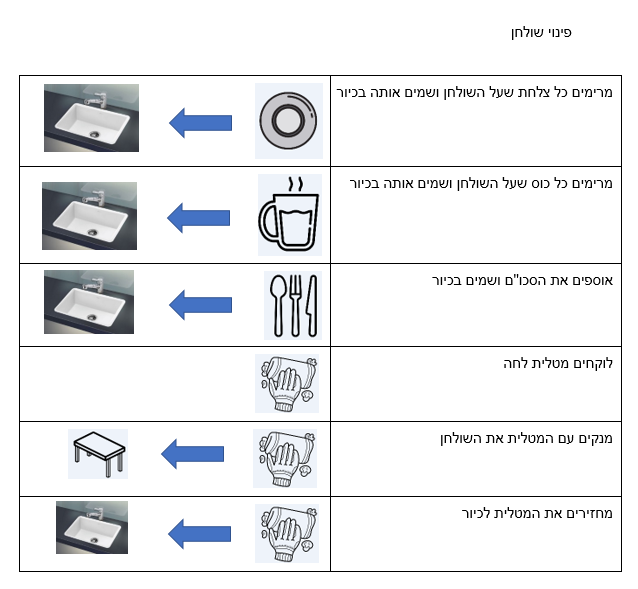 פינוי שולחן
מרימים כל צלחת שעל השולחן ושמים אותה בכיור
מרימים כל כוס שעל השולחן ושמים אותה בכיור
אוספים את הסכו"ם ושמים בכיור
לוקחים מטלית לחה
מנקים עם המטלית את השולחן
מחזירים את המטלית לכיור